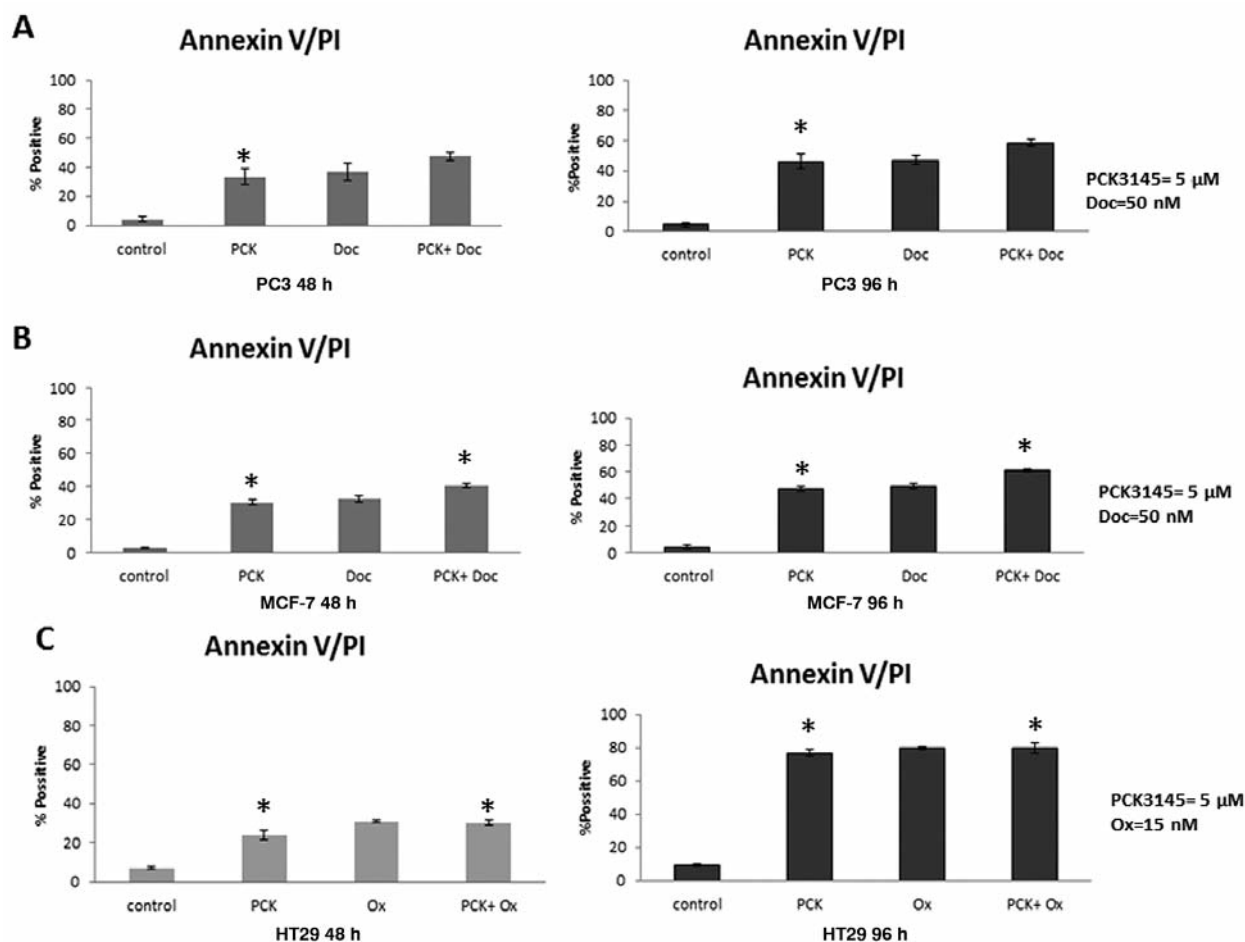 A
Annexin V/PI
% Positive
100
80
60
40
20
0
*
control PCK Doc PCK+ Doc
PC3 48 h
Annexin V/PI
%Positive
100
80
60
40
20
0
*
control PCK Doc PCK+ Doc
PC3 96 h
PCK3145= 5 µM
Doc=50 nM
B
Annexin V/PI
% Positive
100
80
60
40
20
0
* *
control PCK Doc PCK+ Doc
MCF-7 48 h
Annexin V/PI
% Positive
100
80
60
40
20
0
* *
control PCK Doc PCK+ Doc
MCF-7 96 h
PCK3145= 5 µM
Doc=50 nM
C
Annexin V/PI
% Possitive
100
80
60
40
20
0
* *
control PCK Ox PCK+ Ox
HT29 48 h
Annexin V/PI
%Possitive
100
80
60
40
20
0
* *
control PCK Ox PCK+ Ox
HT29 96 h
PCK3145= 5 µM
Ox=15 nM